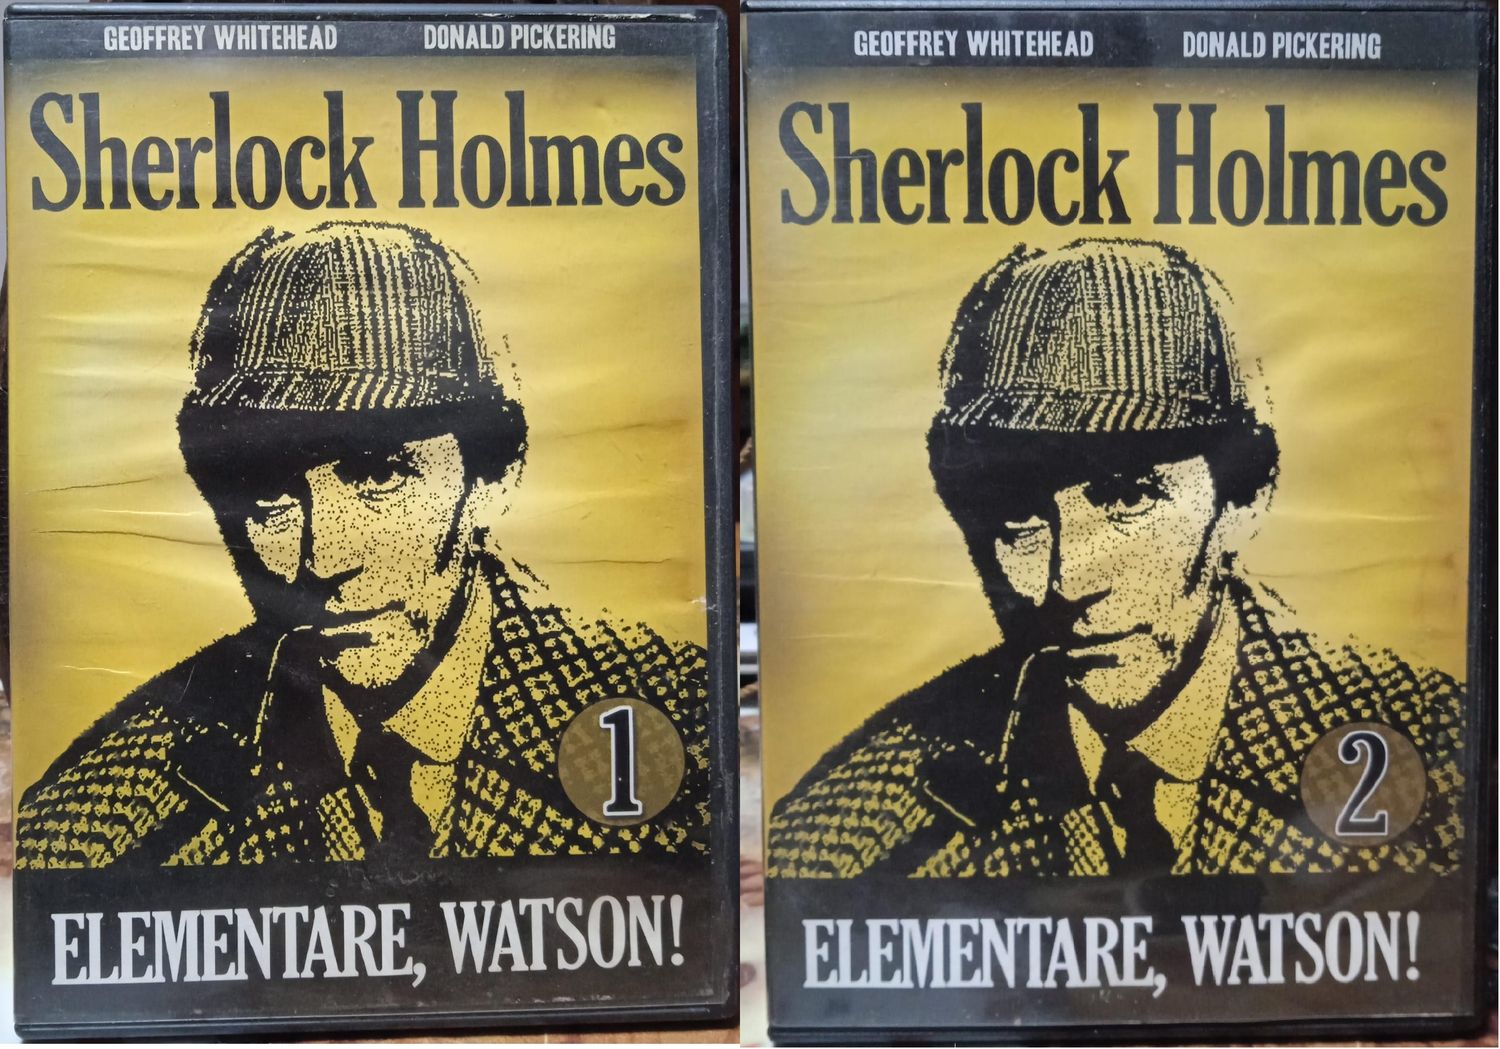 GEOFFREY WHITEHEAD DONALD PICKERING
Sherlock Holmes
1
ELEMENTARE, WATSON!
GEOFFREY WHITEHEAD DONALD PICKERING
Sherlock Holmes
2
ELEMENTARE, WATSON!